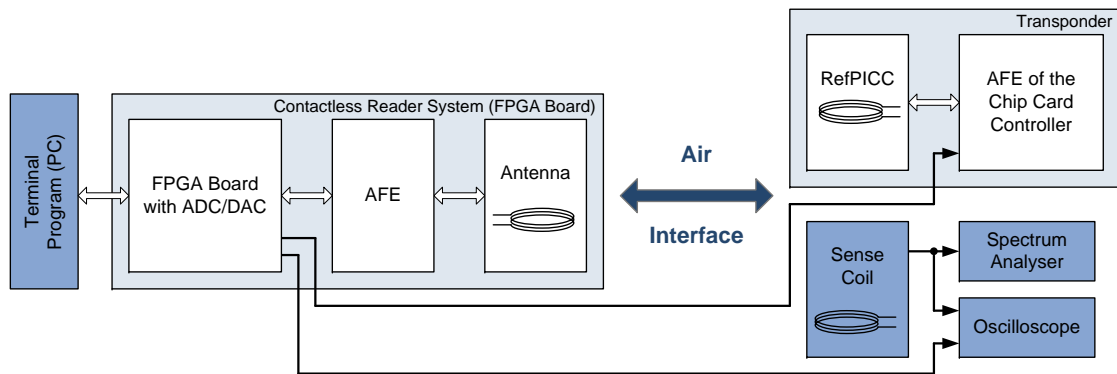 Transponder
RefPICC
AFE of the
Chip Card
Controller
Contactless Reader System (FPGA Board)
Terminal
Program (PC)
FPGA Board
with ADC/DAC
AFE
Antenna
Air
Interface
Sense
Coil
Spectrum
Analyser
Oscilloscope